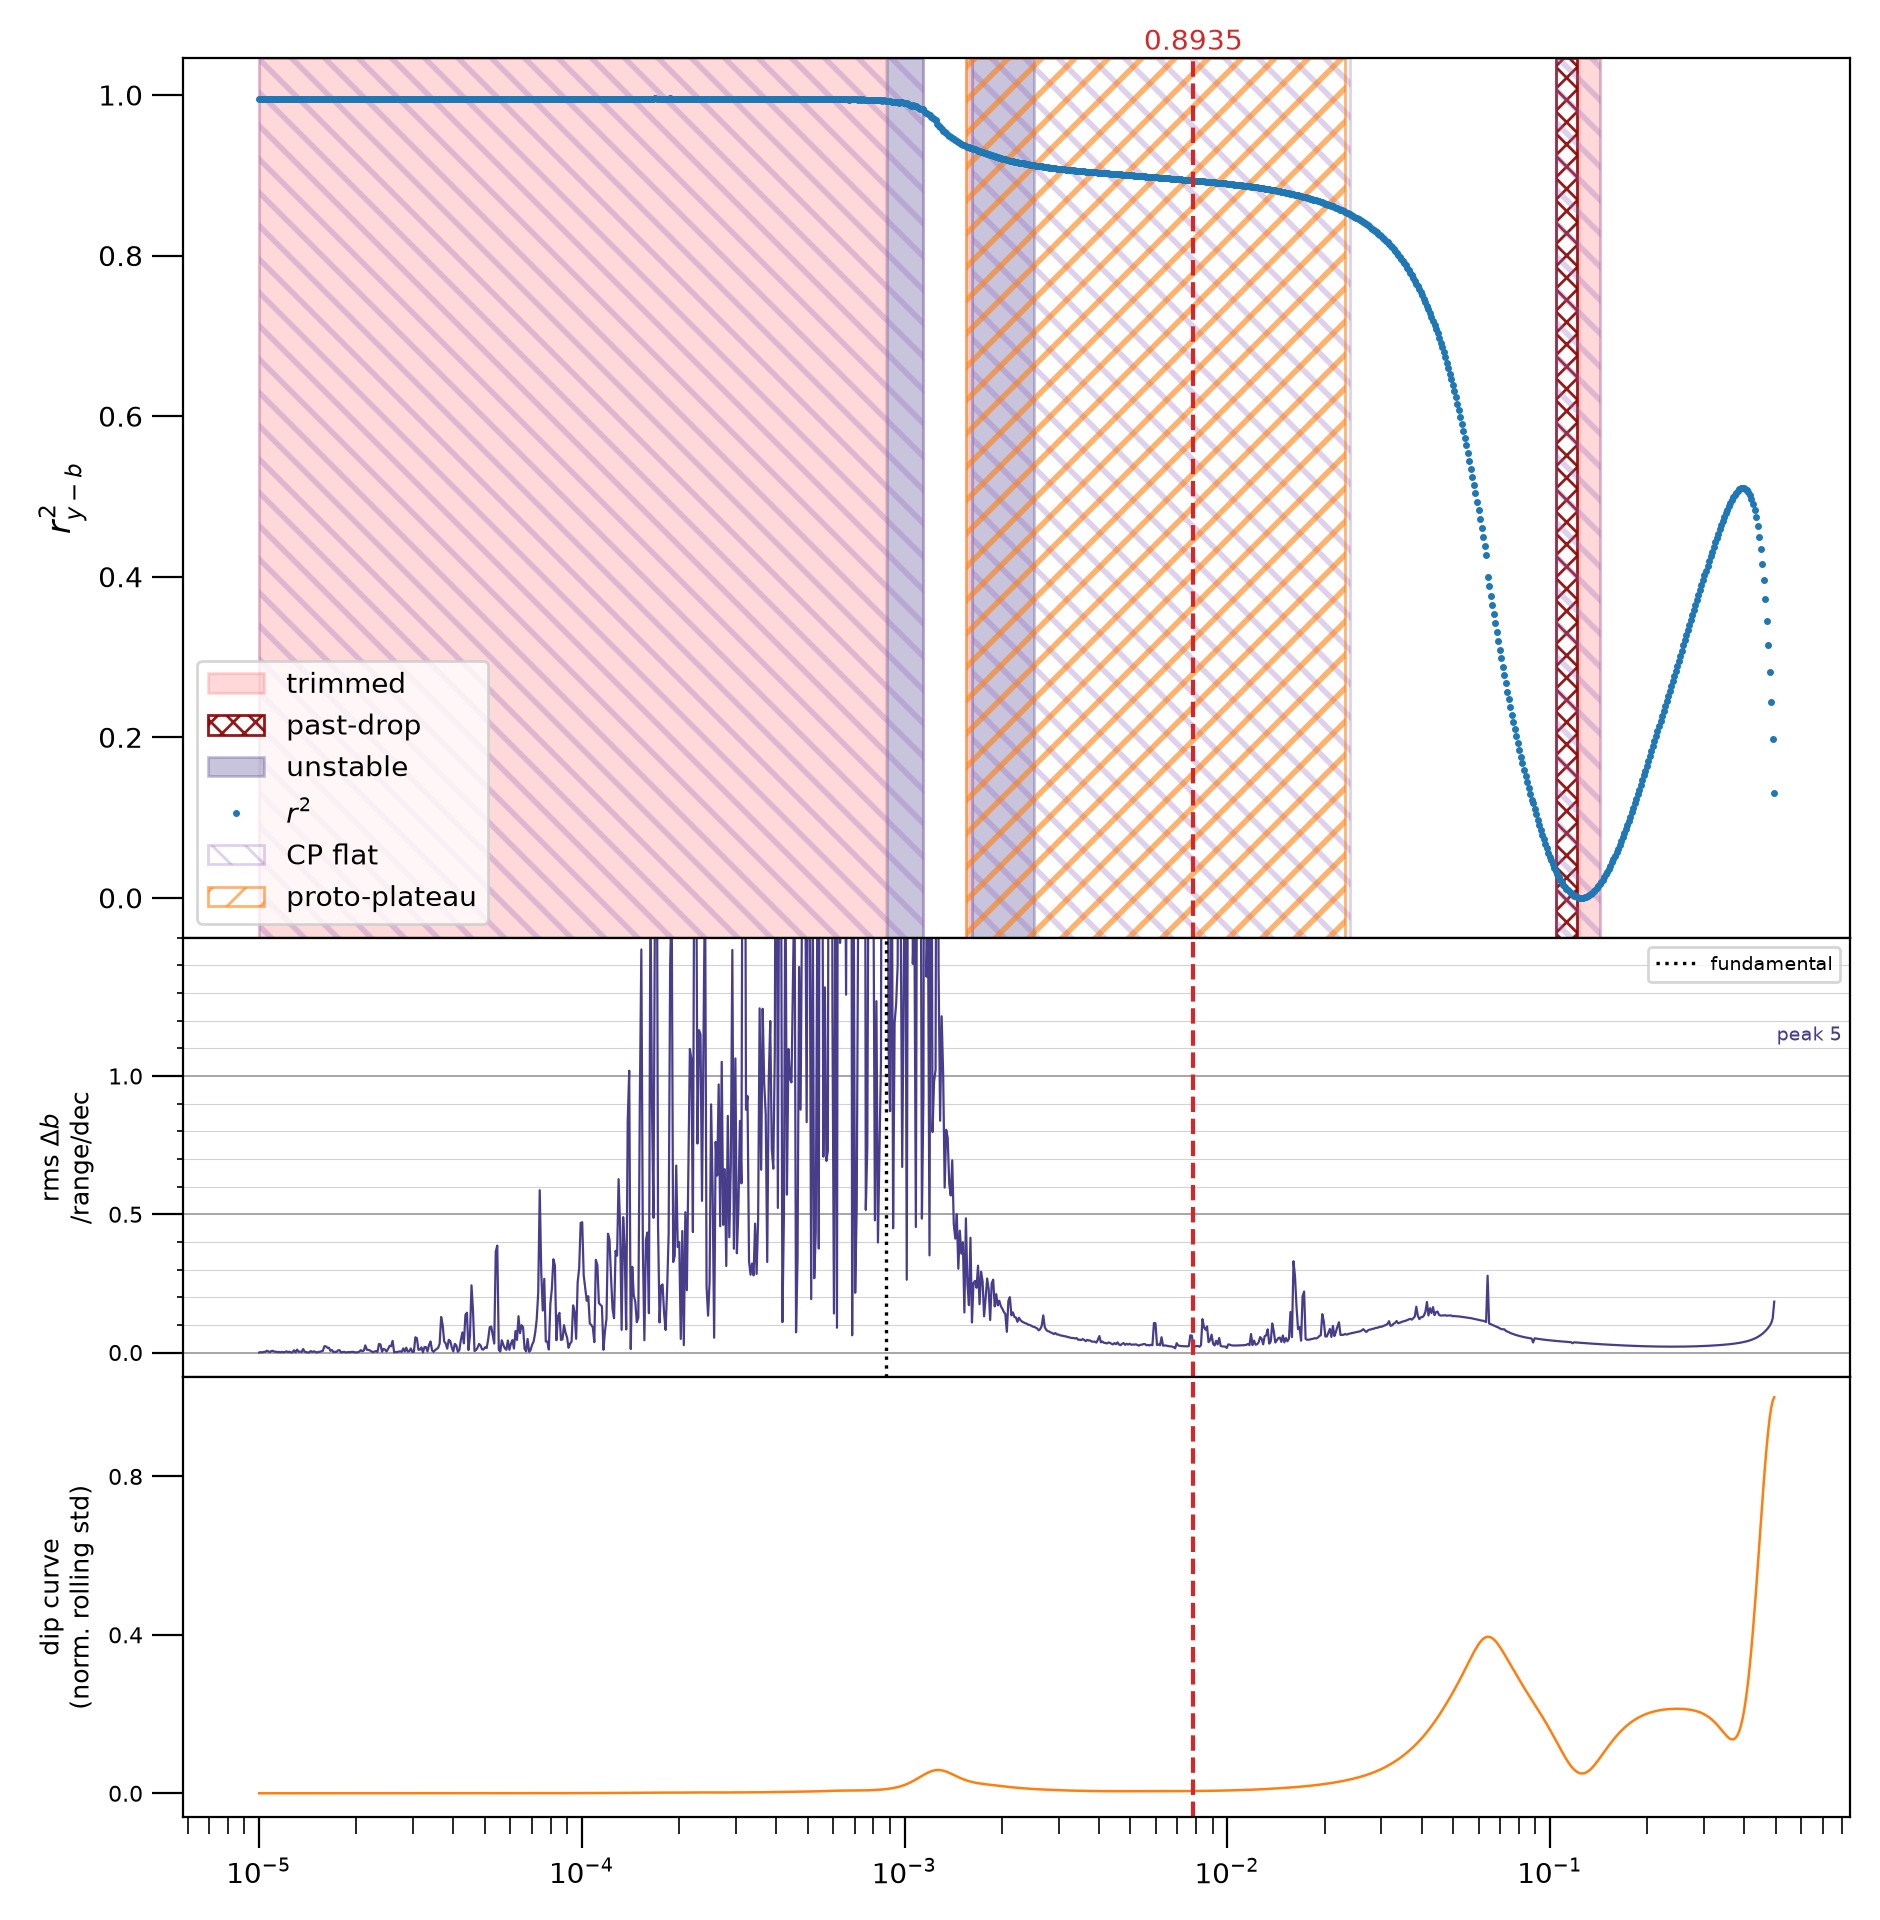 0.8935
1.0
0.8
0.6
0.4
0.2
0.0
r²y − b
trimmed
past-drop
unstable
r²
CP flat
proto-plateau
fundamental
peak 5
1.0
0.5
0.0
rms Δb
/range/dec
0.8
0.4
0.0
dip curve
(norm. rolling std)
10⁻⁵ 10⁻⁴ 10⁻³ 10⁻² 10⁻¹